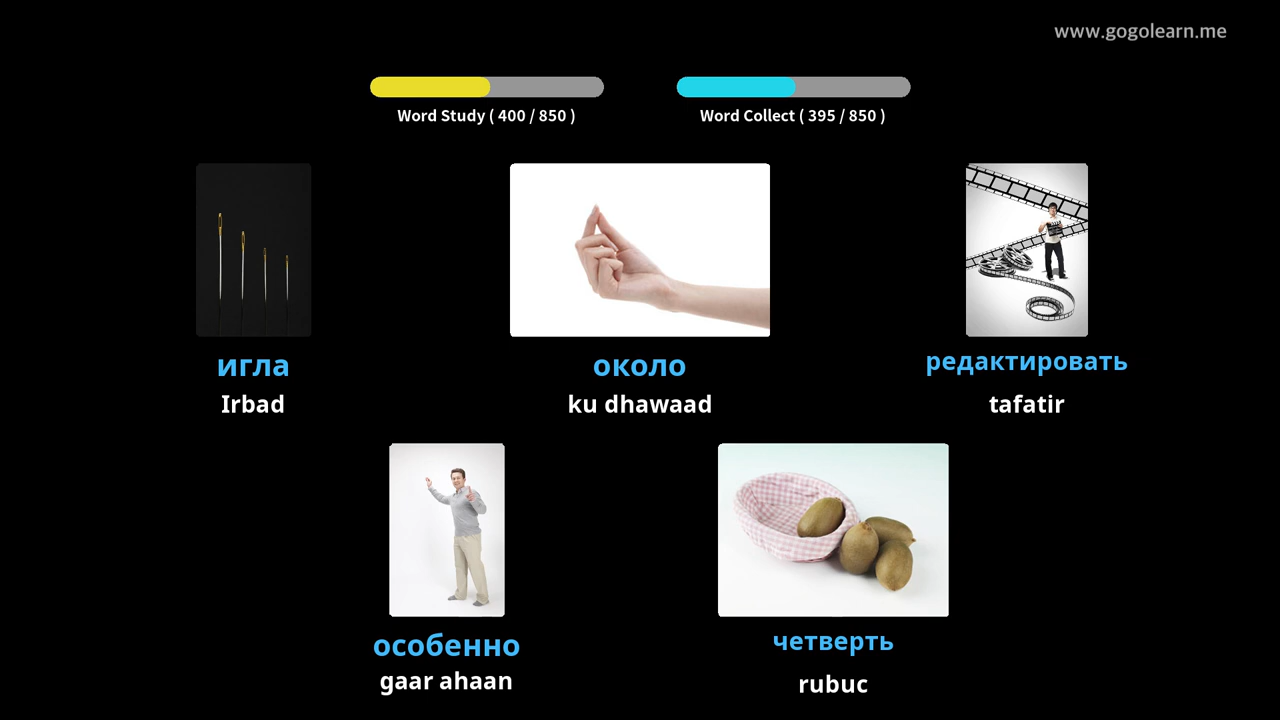 www.gogolearn.me
Word Study ( 400 / 850 )
Word Collect ( 395 / 850 )
игла
Irbad
около
ku dhawaad
редактировать
tafatir
особенно
gaar ahaan
четверть
rubuc